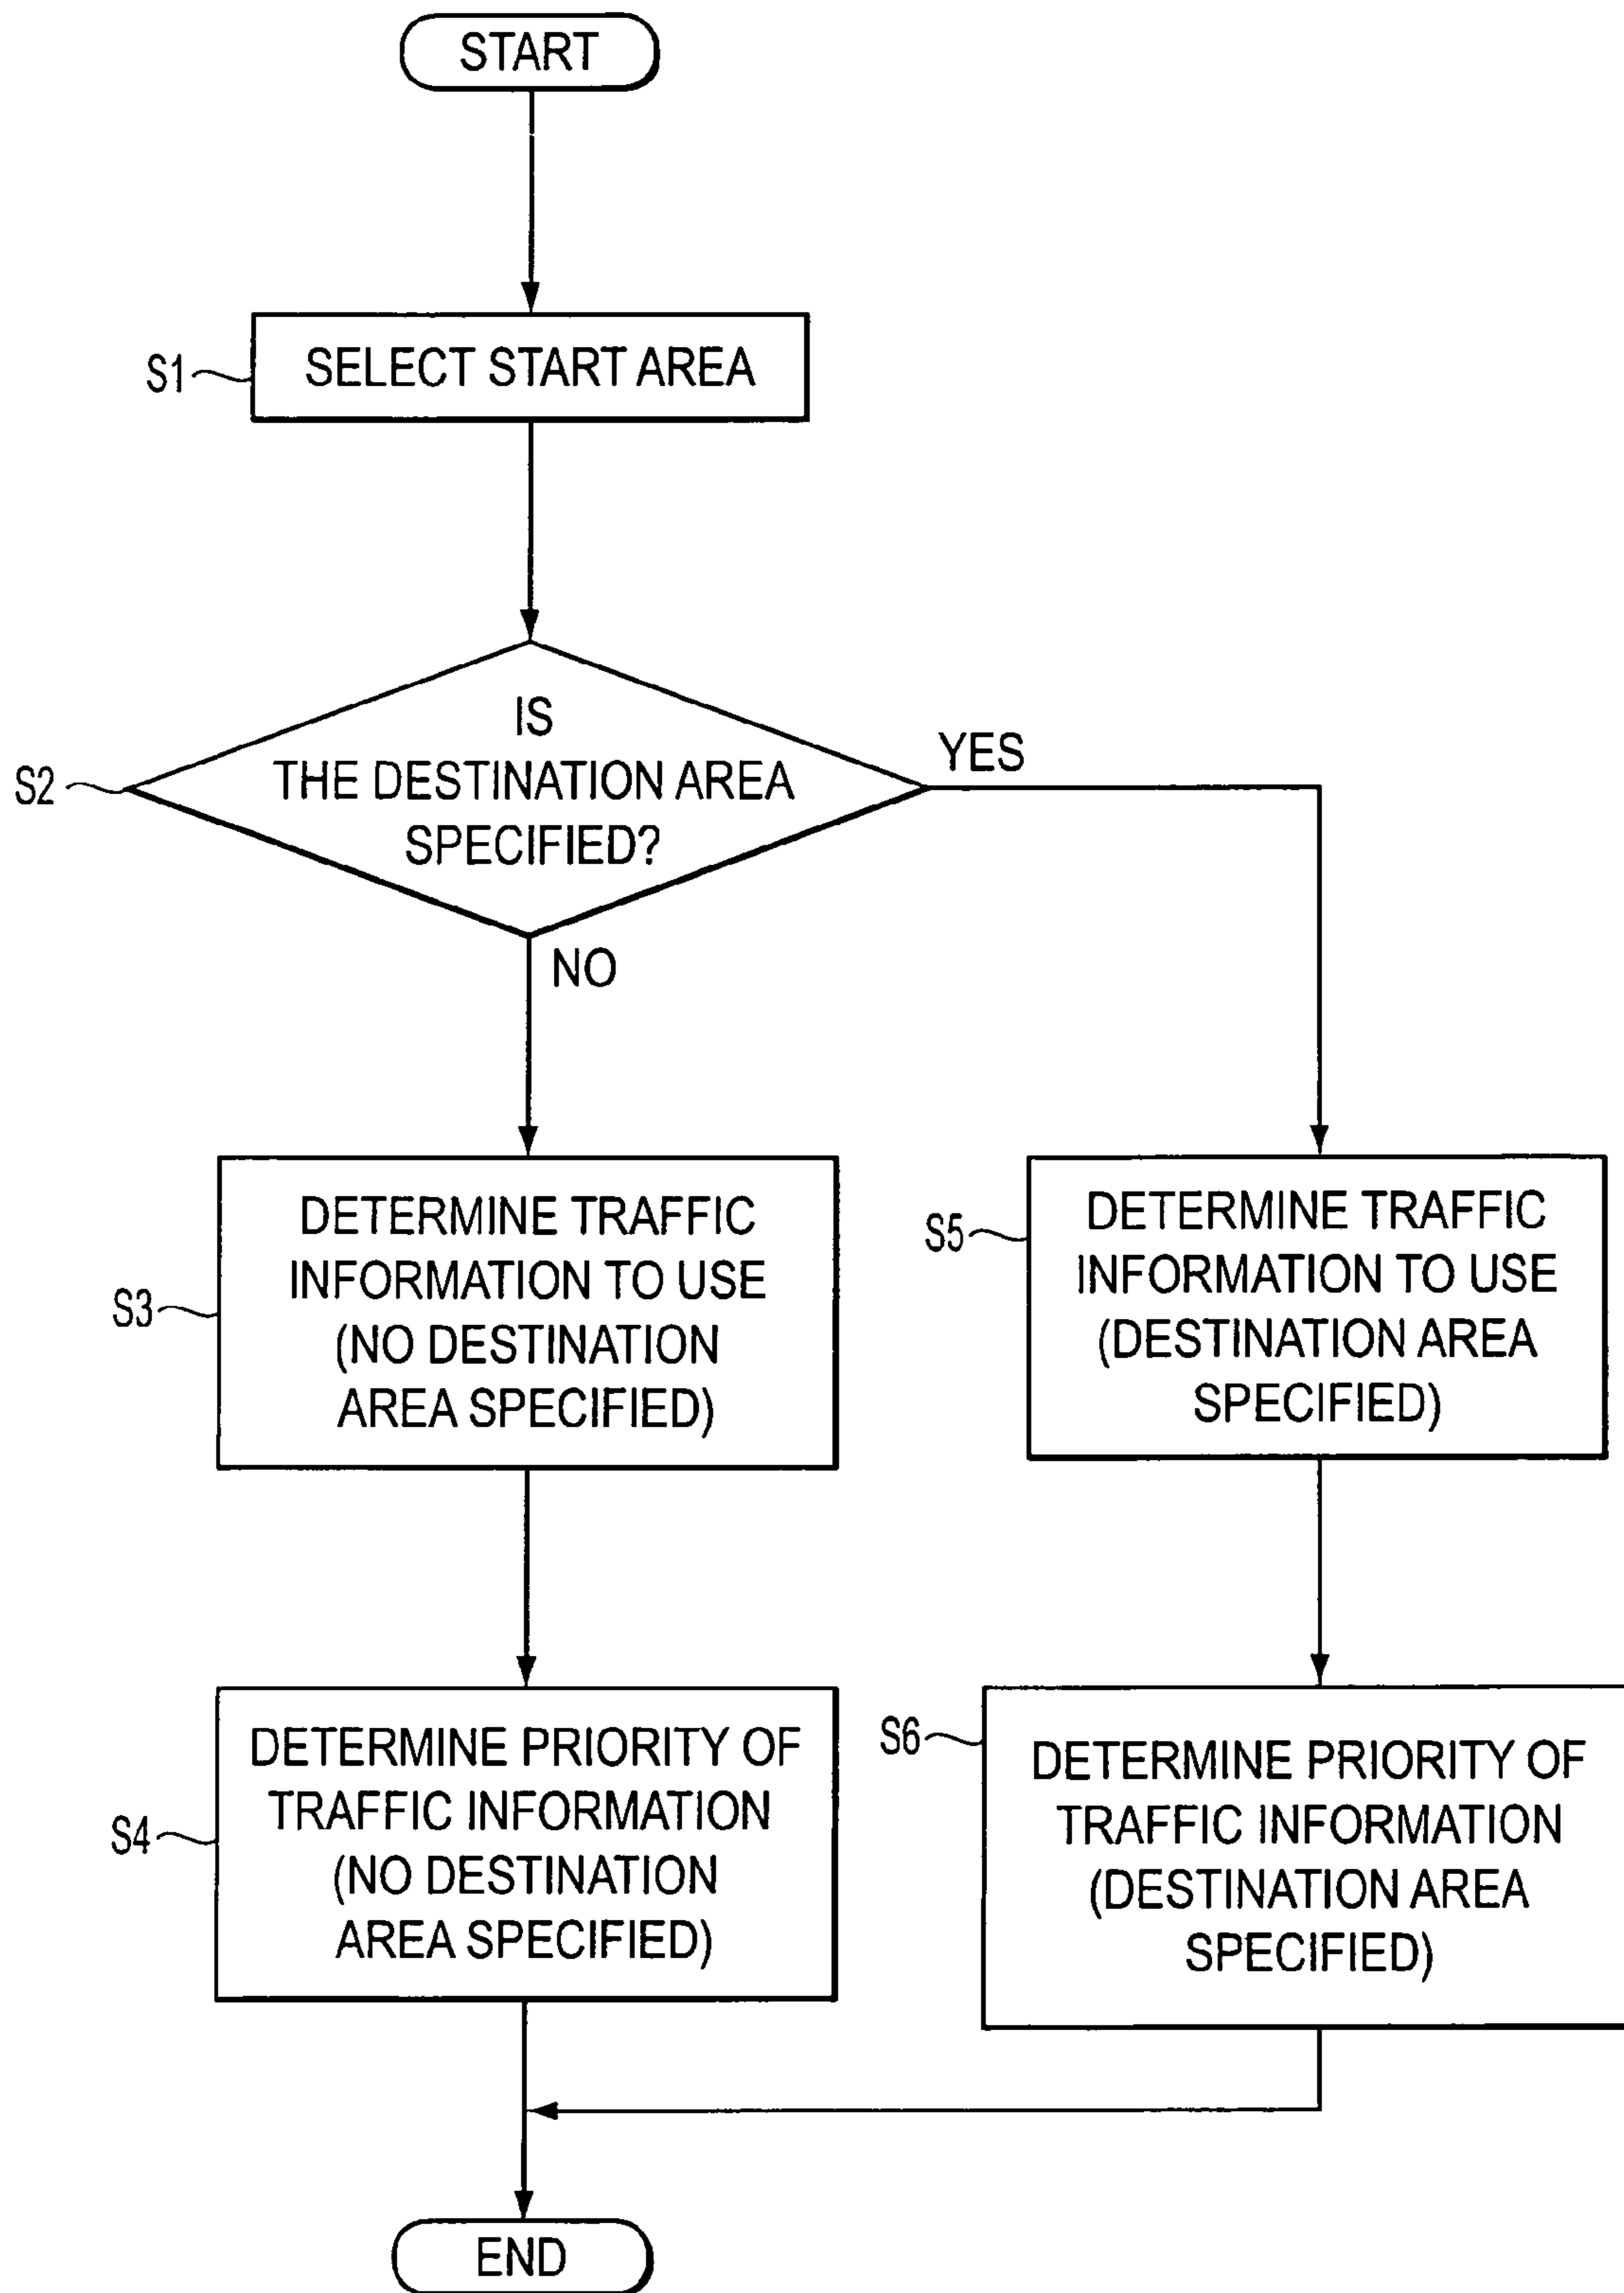 START
S1
SELECT START AREA
S2
IS
THE DESTINATION AREA
SPECIFIED?
YES
NO
S3
DETERMINE TRAFFIC
INFORMATION TO USE
(NO DESTINATION
AREA SPECIFIED)
S5
DETERMINE TRAFFIC
INFORMATION TO USE
(DESTINATION AREA
SPECIFIED)
S4
DETERMINE PRIORITY OF
TRAFFIC INFORMATION
(NO DESTINATION
AREA SPECIFIED)
S6
DETERMINE PRIORITY OF
TRAFFIC INFORMATION
(DESTINATION AREA
SPECIFIED)
END